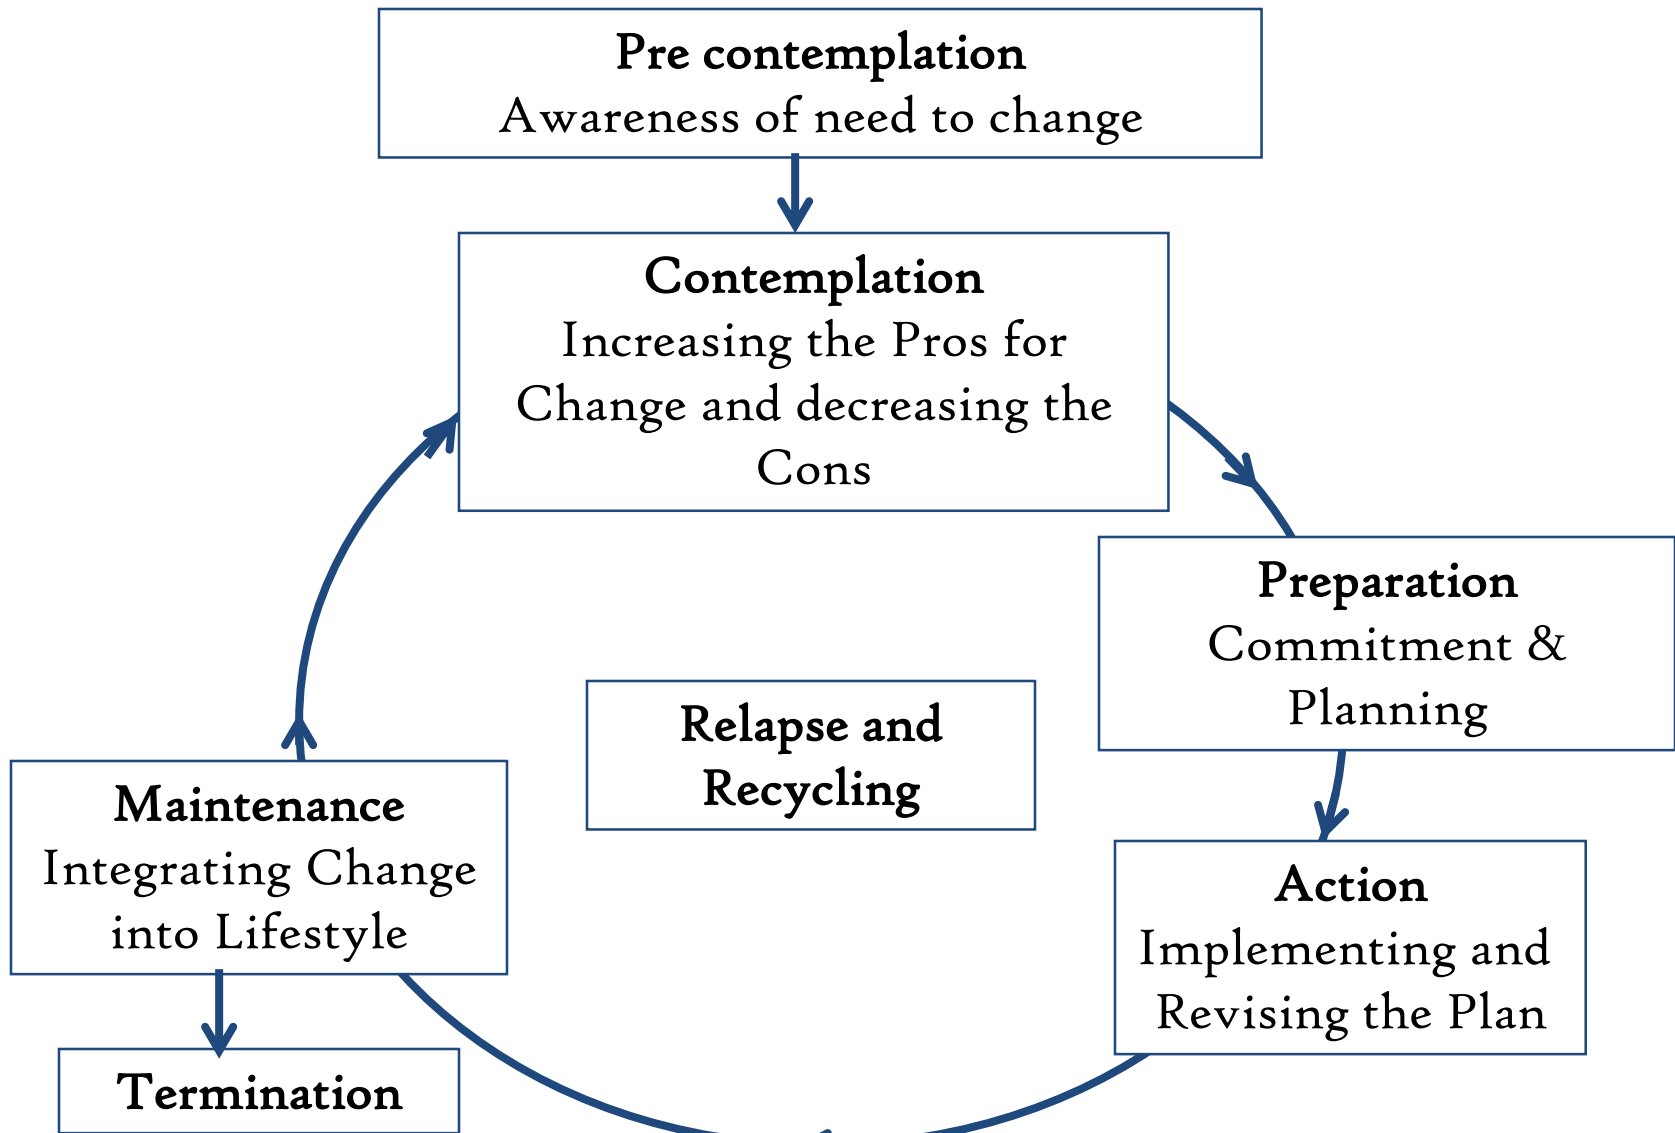 Pre contemplation
Awareness of need to change
Contemplation
Increasing the Pros for
Change and decreasing the
Cons
Preparation
Commitment &
Planning
Relapse and
Recycling
Maintenance
Integrating Change
into Lifestyle
Action
Implementing and
Revising the Plan
Termination